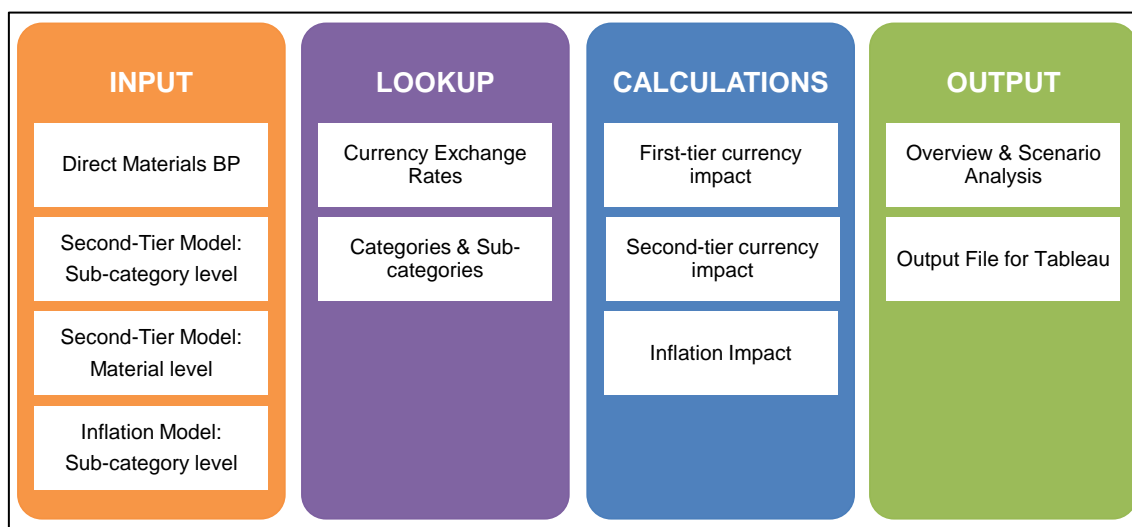 INPUT
Direct Materials BP
Second-Tier Model:
Sub-category level
Second-Tier Model:
Material level
Inflation Model:
Sub-category level
LOOKUP
Currency Exchange
Rates
Categories & Sub-
categories
CALCULATIONS
First-tier currency
impact
Second-tier currency
impact
Inflation Impact
OUTPUT
Overview & Scenario
Analysis
Output File for Tableau